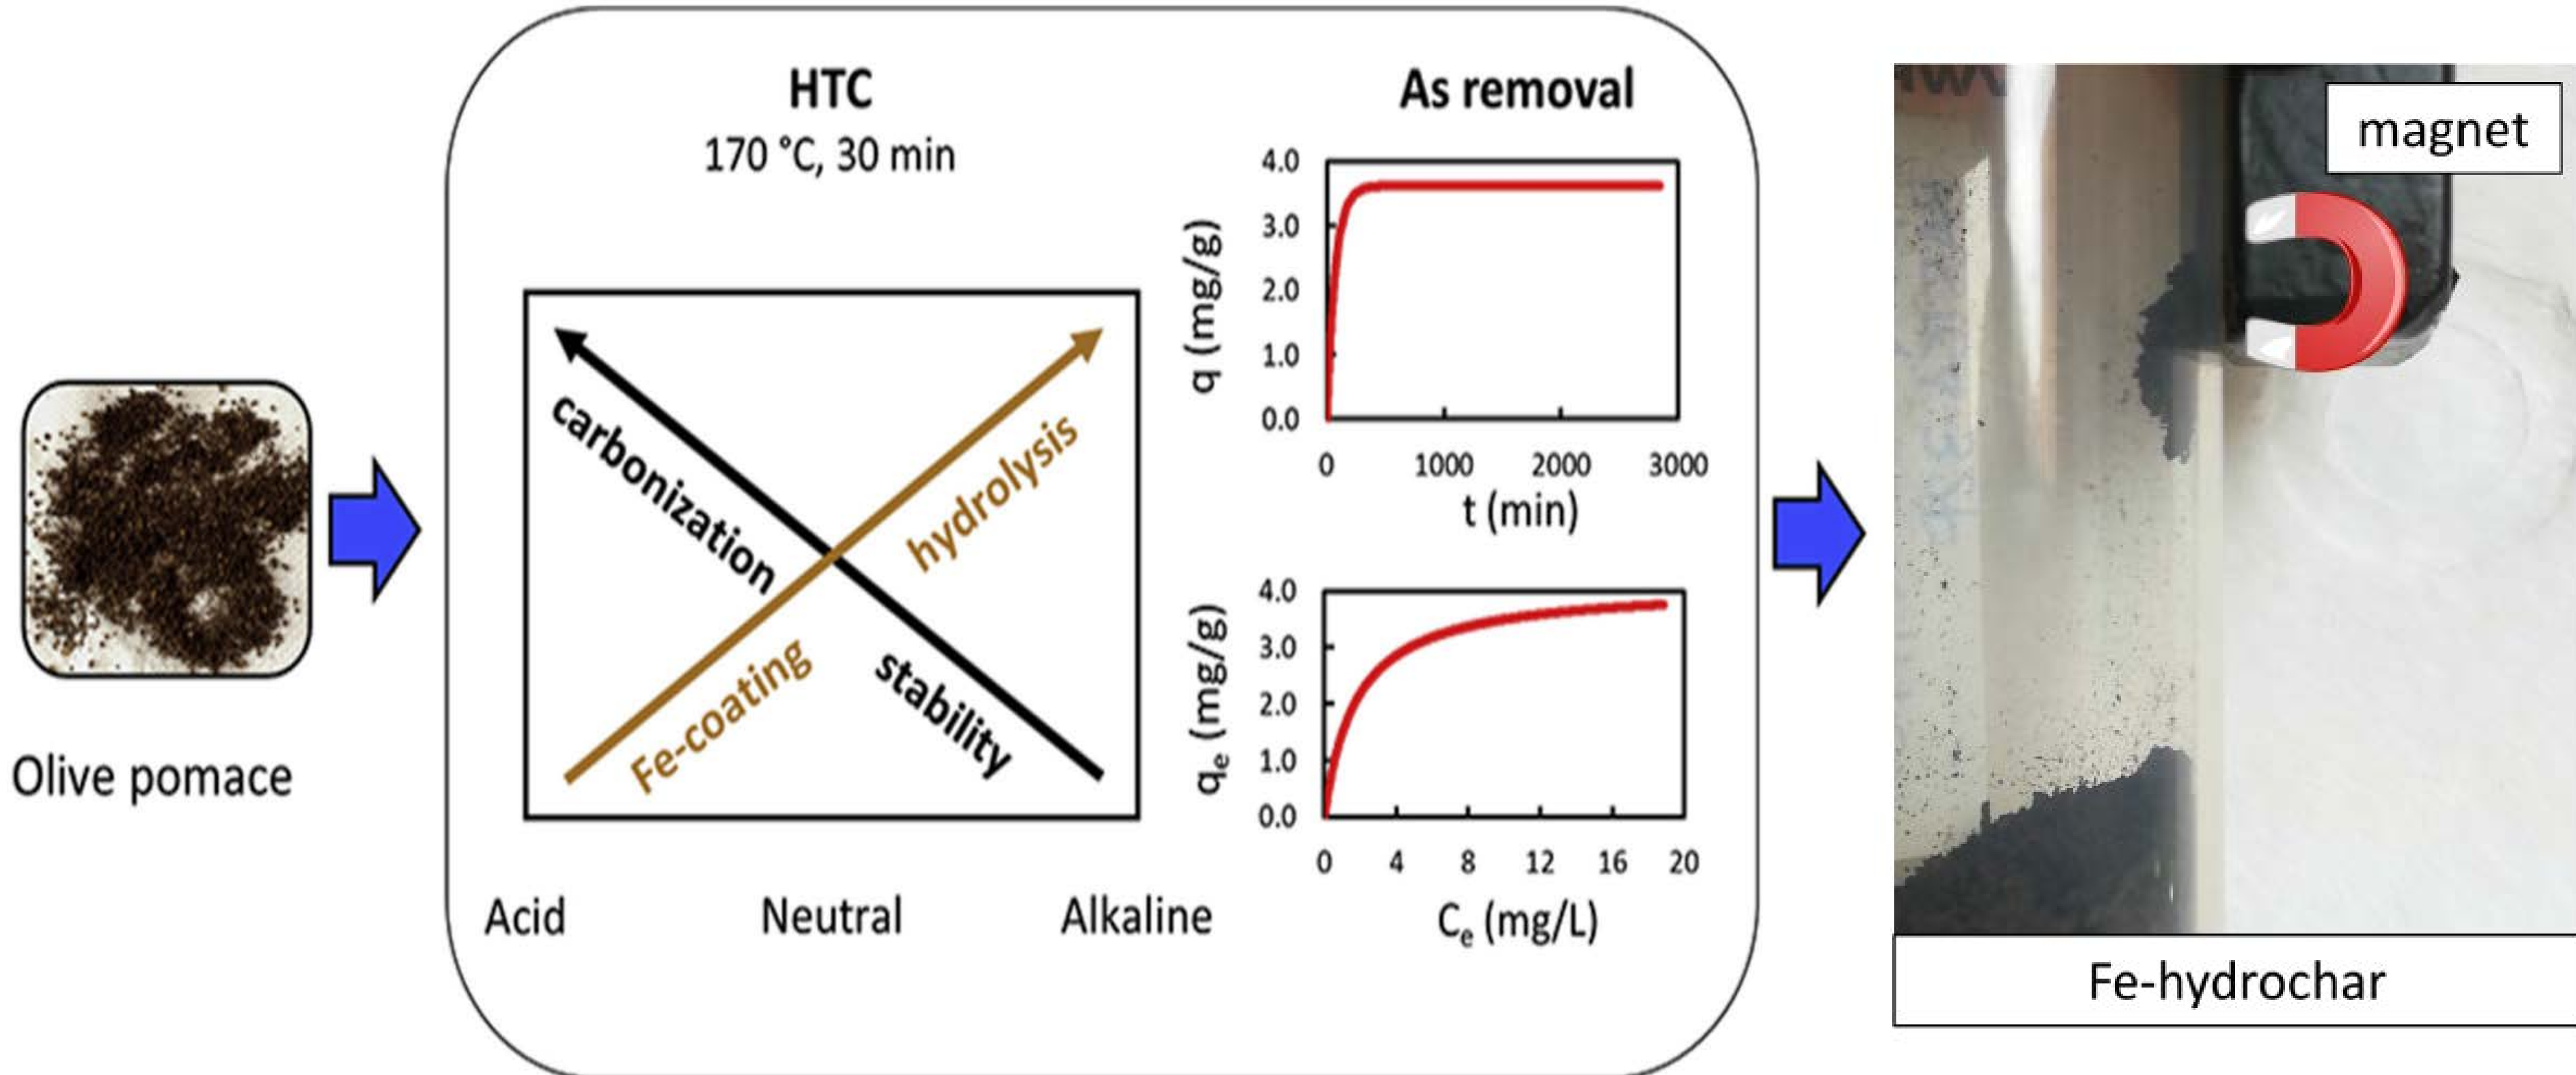 HTC
170 °C, 30 min
carbonization
hydrolysis
Fe-coating
stability
Acid
Neutral
Alkaline
As removal
4.0
3.0
2.0
1.0
0.0
q (mg/g)
0 1000 2000 3000
t (min)
4.0
3.0
2.0
1.0
0.0
qₑ (mg/g)
0 4 8 12 16 20
Cₑ (mg/L)
Olive pomace
magnet
Fe-hydrochar